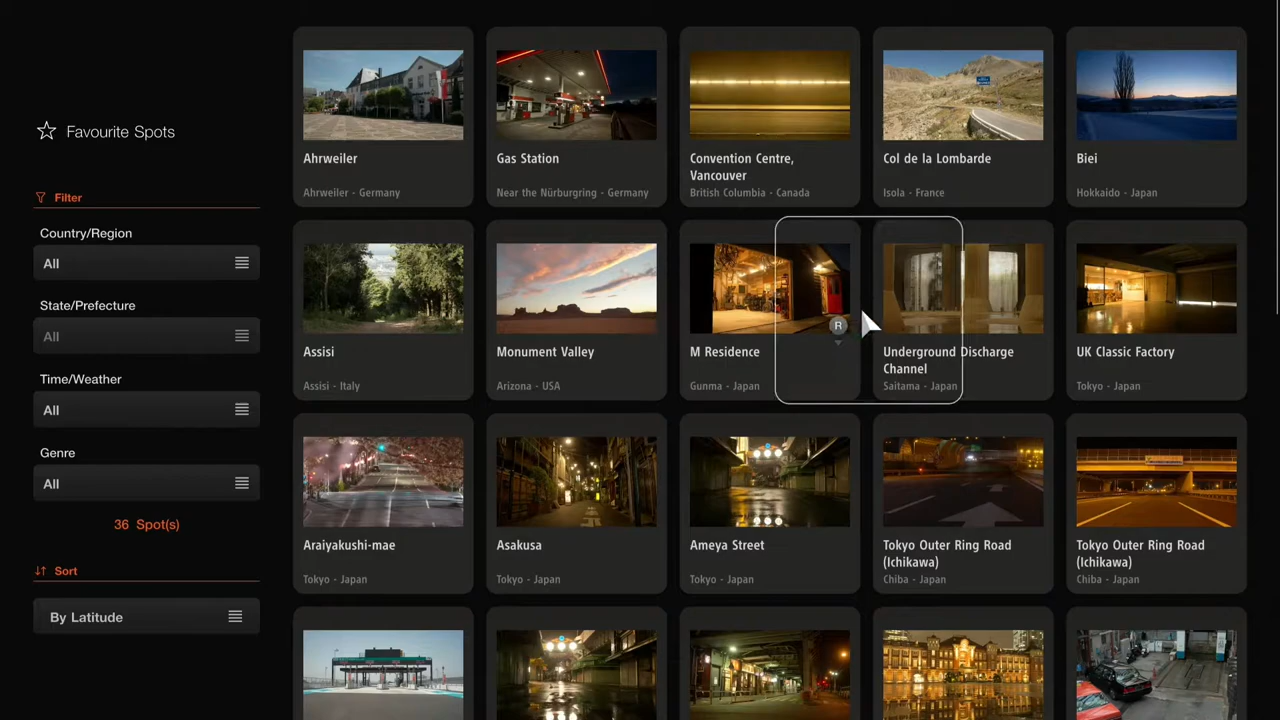 Favourite Spots
Filter
Country/Region
All
State/Prefecture
All
Time/Weather
All
Genre
All
36 Spot(s)
Sort
By Latitude
Ahrweiler
Ahrweiler - Germany
Gas Station
Near the Nürburgring - Germany
Convention Centre,
Vancouver
British Columbia - Canada
Col de la Lombarde
Isola - France
Biei
Hokkaido - Japan
Assisi
Assisi - Italy
Monument Valley
Arizona - USA
M Residence
Gunma - Japan
R
Underground Discharge
Channel
Saitama - Japan
UK Classic Factory
Tokyo - Japan
Araiyakushi-mae
Tokyo - Japan
Asakusa
Tokyo - Japan
Ameya Street
Tokyo - Japan
Tokyo Outer Ring Road
(Ichikawa)
Chiba - Japan
Tokyo Outer Ring Road
(Ichikawa)
Chiba - Japan